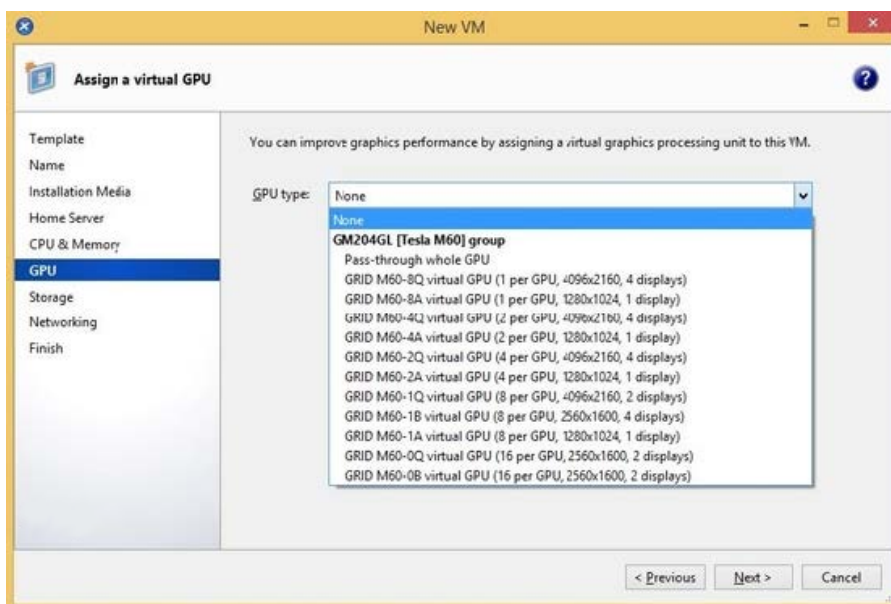 New VM
Assign a virtual GPU
Template
Name
Installation Media
Home Server
CPU & Memory
GPU
Storage
Networking
Finish
You can improve graphics performance by assigning a virtual graphics processing unit to this VM.
GPU type: None
None
GM204GL [Tesla M60] group
Pass-through whole GPU
GRID M60-8Q virtual GPU (1 per GPU, 4096x2160, 4 displays)
GRID M60-8A virtual GPU (1 per GPU, 1280x1024, 1 display)
GRID M60-4Q virtual GPU (2 per GPU, 4096x2160, 4 displays)
GRID M60-4A virtual GPU (2 per GPU, 1280x1024, 1 display)
GRID M60-2Q virtual GPU (4 per GPU, 4096x2160, 4 displays)
GRID M60-2A virtual GPU (4 per GPU, 1280x1024, 1 display)
GRID M60-1Q virtual GPU (8 per GPU, 4096x2160, 2 displays)
GRID M60-1B virtual GPU (8 per GPU, 2560x1600, 4 displays)
GRID M60-1A virtual GPU (8 per GPU, 1280x1024, 1 display)
GRID M60-0Q virtual GPU (16 per GPU, 2560x1600, 2 displays)
GRID M60-0B virtual GPU (16 per GPU, 2560x1600, 2 displays)
< Previous
Next >
Cancel